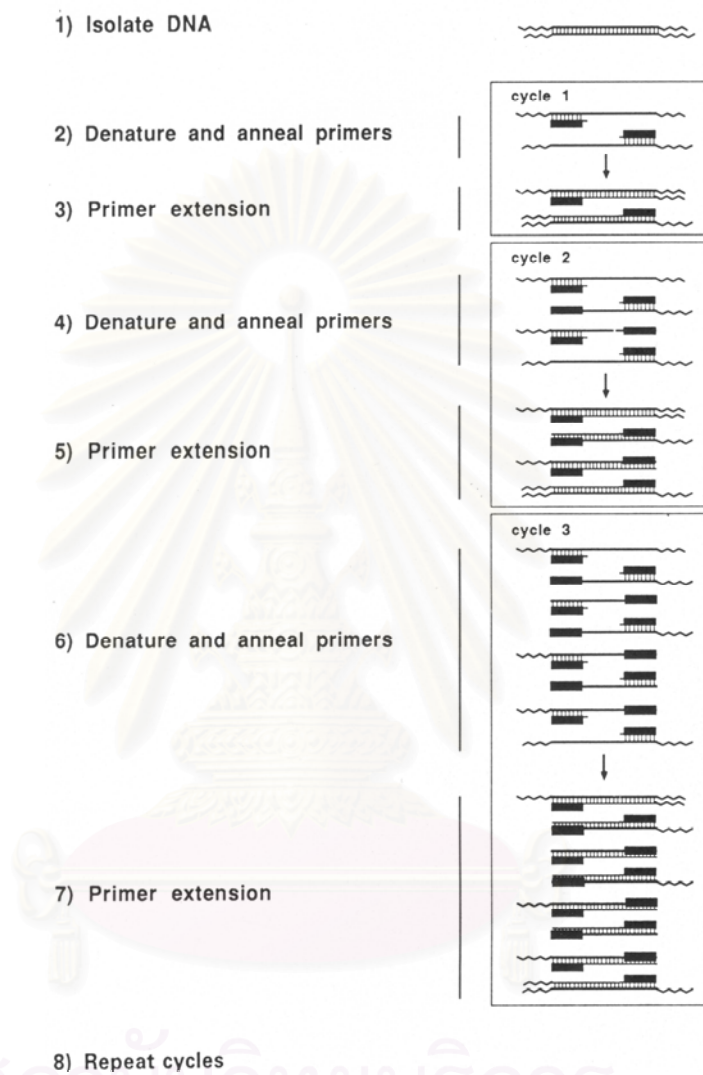 1) Isolate DNA
cycle 1
2) Denature and anneal primers
3) Primer extension
cycle 2
4) Denature and anneal primers
5) Primer extension
cycle 3
6) Denature and anneal primers
7) Primer extension
8) Repeat cycles